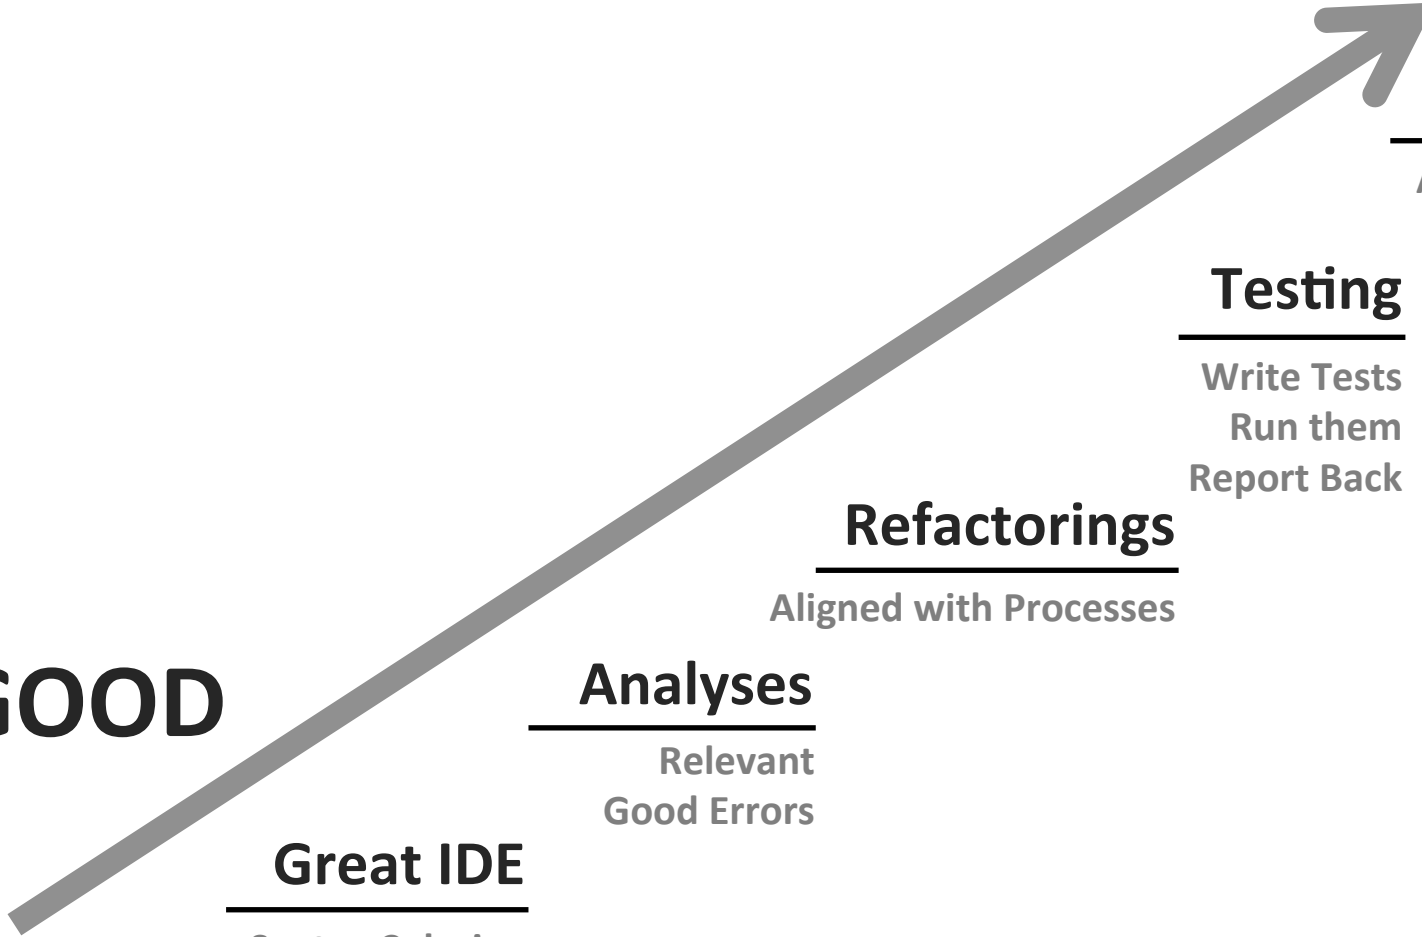 Testing
Write Tests
Run them
Report Back
Refactorings
Aligned with Processes
GOOD
Analyses
Relevant
Good Errors
Great IDE